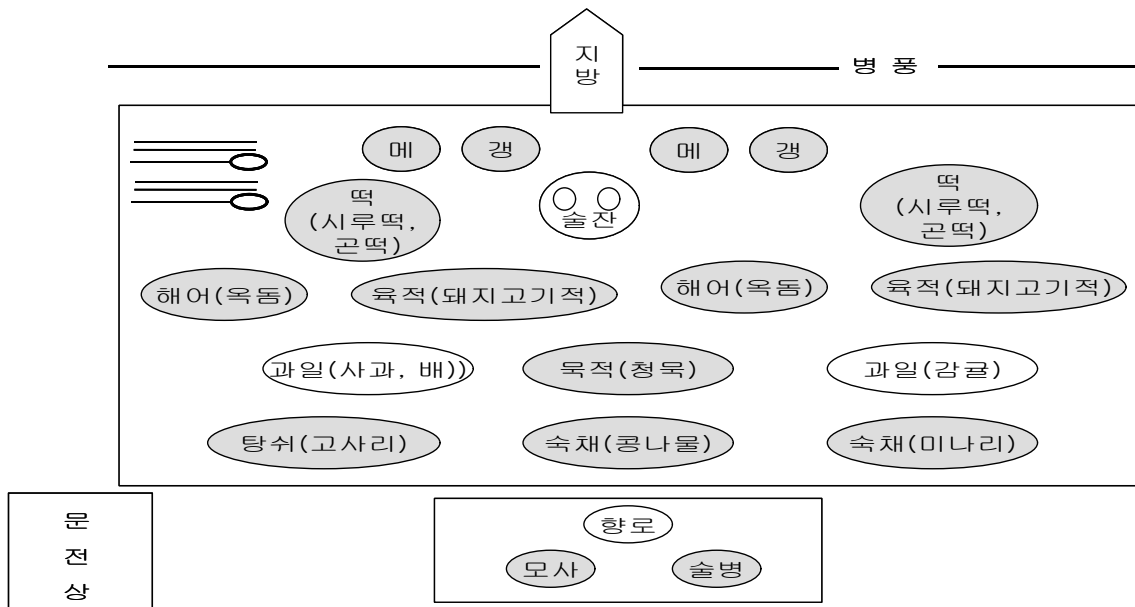 지
방
병 풍
메 갱 메 갱
술잔
떡
(시루떡,
곤떡)
떡
(시루떡,
곤떡)
해어(옥돔) 육적(돼지고기적) 해어(옥돔) 육적(돼지고기적)
과일(사과, 배)) 묵적(청묵) 과일(감귤)
탕쉬(고사리) 숙채(콩나물) 숙채(미나리)
문
전
상
향로
모사 술병